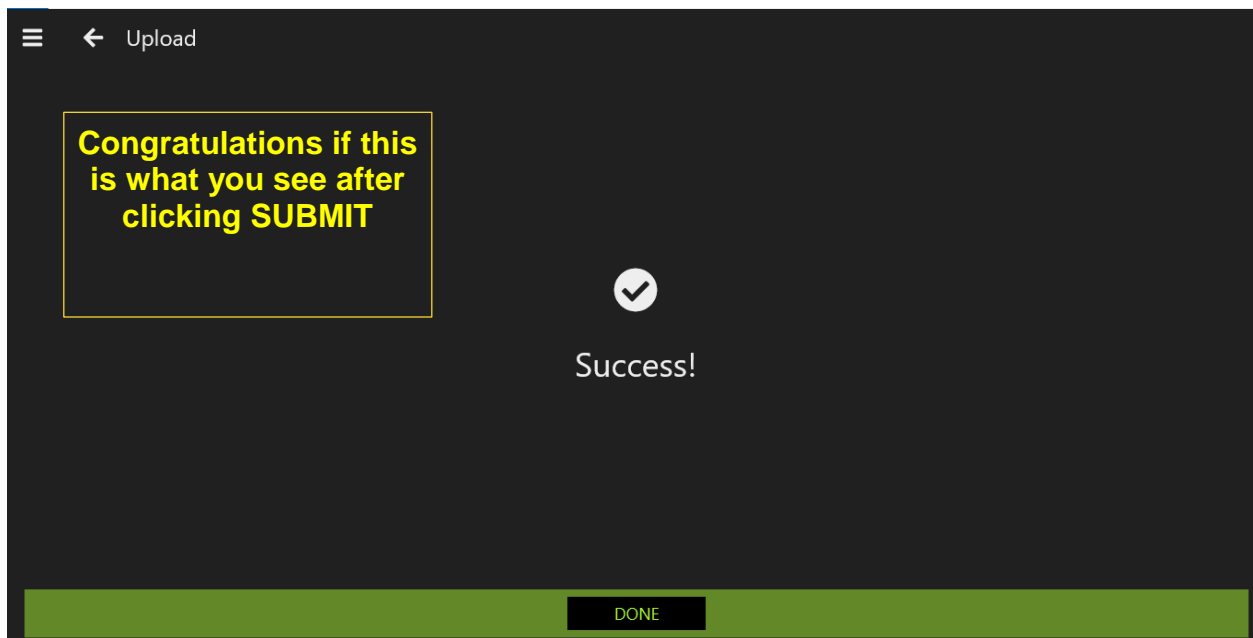 Upload
Congratulations if this
is what you see after
clicking SUBMIT
Success!
DONE